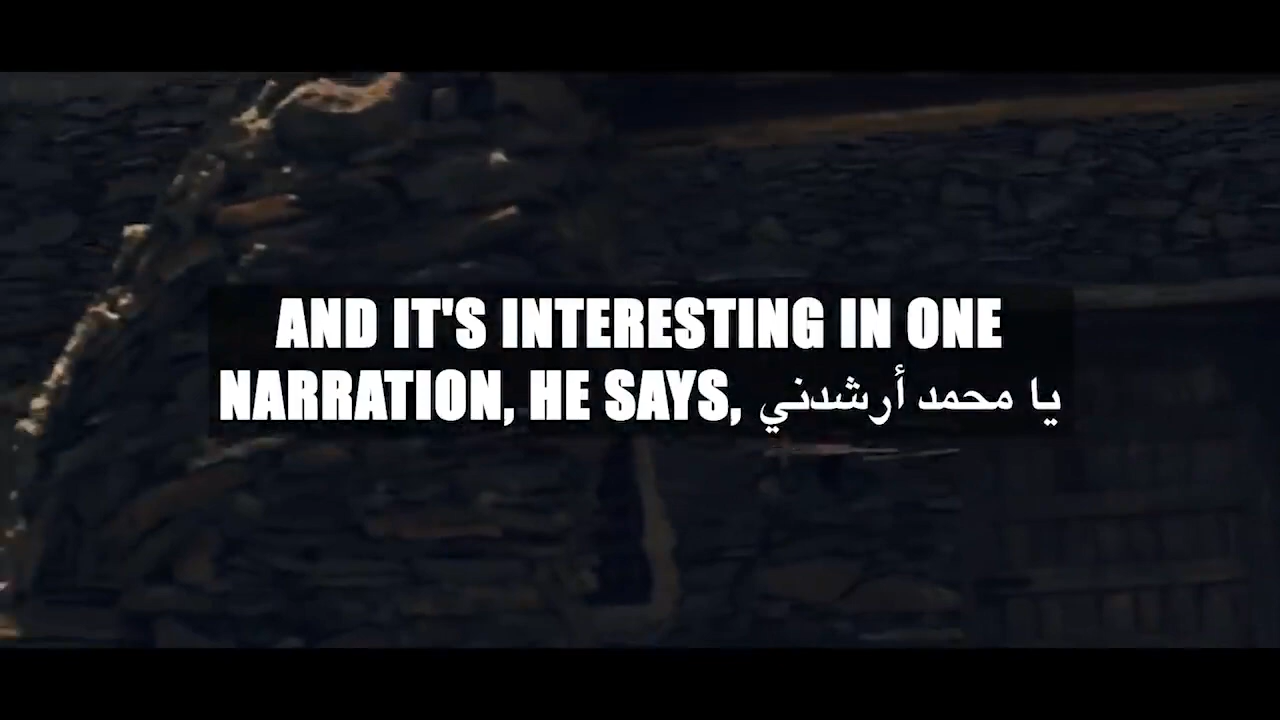 AND IT'S INTERESTING IN ONE
NARRATION, HE SAYS, يا محمد أرشدني